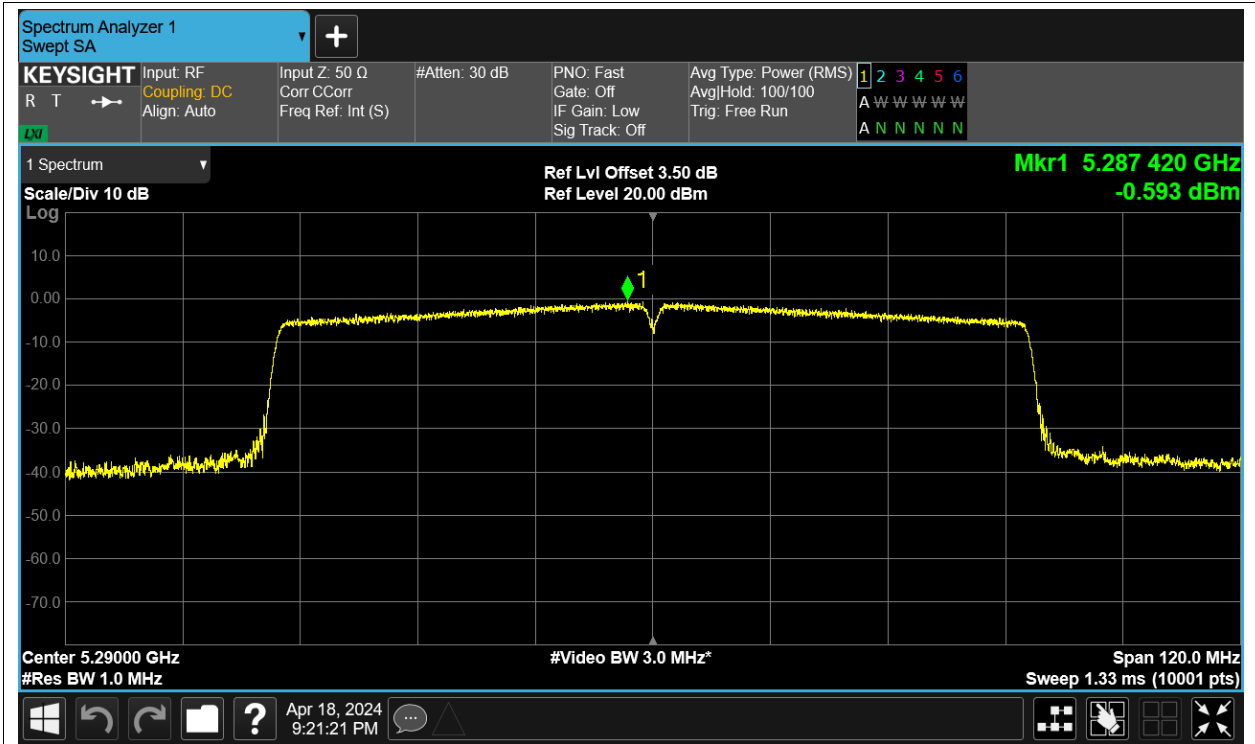 Spectrum Analyzer 1
Swept SA
KEYSIGHT
R T
LXI
Input: RF
Coupling: DC
Align: Auto
Input Z: 50 Ω
Corr CCorr
Freq Ref: Int (S)
#Atten: 30 dB
PNO: Fast
Gate: Off
IF Gain: Low
Sig Track: Off
Avg Type: Power (RMS)
Avg|Hold: 100/100
Trig: Free Run
1 2 3 4 5 6
A W W W W W
A N N N N N
1 Spectrum
Scale/Div 10 dB
Ref Lvl Offset 3.50 dB
Ref Level 20.00 dBm
Mkr1 5.287 420 GHz
-0.593 dBm
Log
10.0
0.00
-10.0
-20.0
-30.0
-40.0
-50.0
-60.0
-70.0
1
Center 5.29000 GHz
#Res BW 1.0 MHz
#Video BW 3.0 MHz*
Span 120.0 MHz
Sweep 1.33 ms (10001 pts)
?
Apr 18, 2024
9:21:21 PM